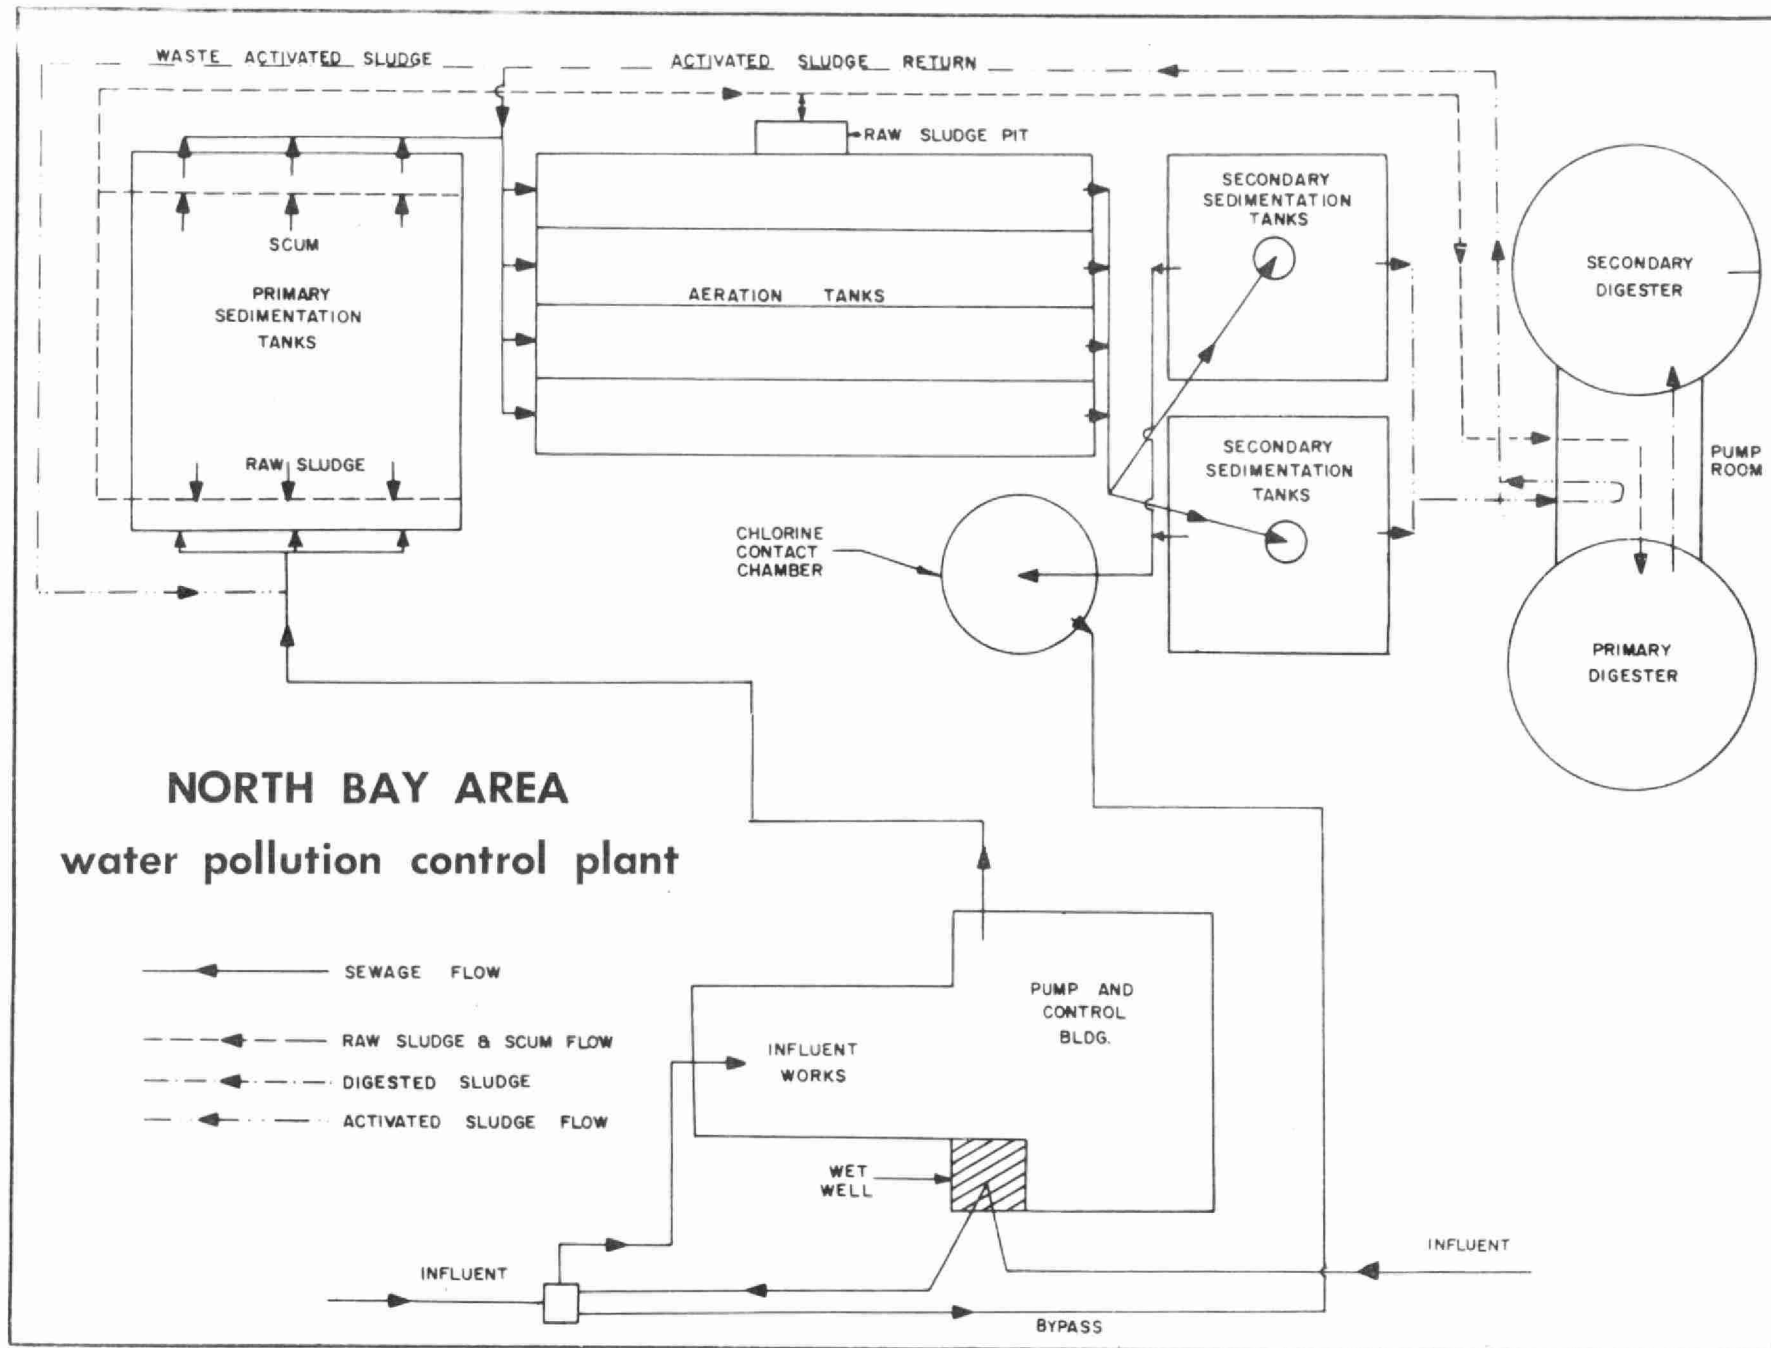 WASTE ACTIVATED SLUDGE
ACTIVATED SLUDGE RETURN
RAW SLUDGE PIT
SCUM
PRIMARY
SEDIMENTATION
TANKS
RAW SLUDGE
AERATION TANKS
SECONDARY
SEDIMENTATION
TANKS
SECONDARY
SEDIMENTATION
TANKS
SECONDARY
DIGESTER
PUMP
ROOM
PRIMARY
DIGESTER
CHLORINE
CONTACT
CHAMBER
NORTH BAY AREA
water pollution control plant
SEWAGE FLOW
RAW SLUDGE & SCUM FLOW
DIGESTED SLUDGE
ACTIVATED SLUDGE FLOW
PUMP AND
CONTROL
BLDG.
INFLUENT
WORKS
WET
WELL
INFLUENT
INFLUENT
BYPASS